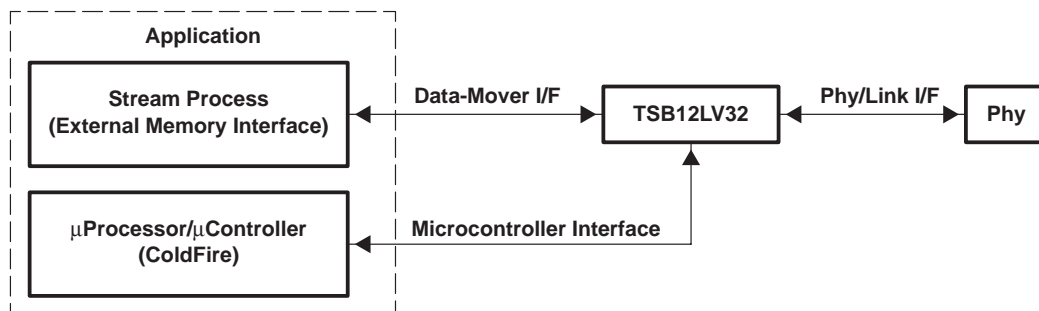 Application
Stream Process
(External Memory Interface)
Data-Mover I/F
TSB12LV32
Phy/Link I/F
Phy
μProcessor/μController
(ColdFire)
Microcontroller Interface